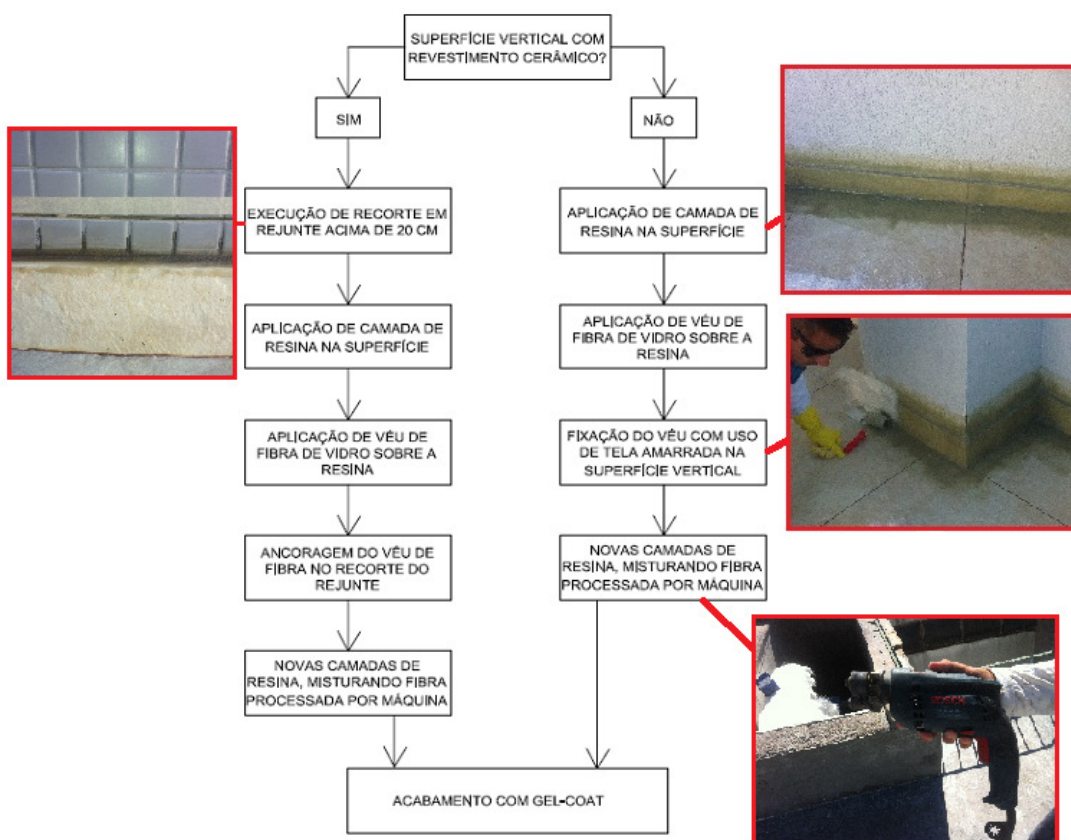 SUPERFÍCIE VERTICAL COM
REVESTIMENTO CERÂMICO?
SIM
NÃO
EXECUÇÃO DE RECORTE EM
REJUNTE ACIMA DE 20 CM
APLICAÇÃO DE CAMADA DE
RESINA NA SUPERFÍCIE
APLICAÇÃO DE VÉU DE
FIBRA DE VIDRO SOBRE A
RESINA
ANCORAGEM DO VÉU DE
FIBRA NO RECORTE DO
REJUNTE
NOVAS CAMADAS DE
RESINA, MISTURANDO FIBRA
PROCESSADA POR MÁQUINA
APLICAÇÃO DE CAMADA DE
RESINA NA SUPERFÍCIE
APLICAÇÃO DE VÉU DE
FIBRA DE VIDRO SOBRE A
RESINA
FIXAÇÃO DO VÉU COM USO
DE TELA AMARRADA NA
SUPERFÍCIE VERTICAL
NOVAS CAMADAS DE
RESINA, MISTURANDO FIBRA
PROCESSADA POR MÁQUINA
BOSCH
ACABAMENTO COM GEL-COAT